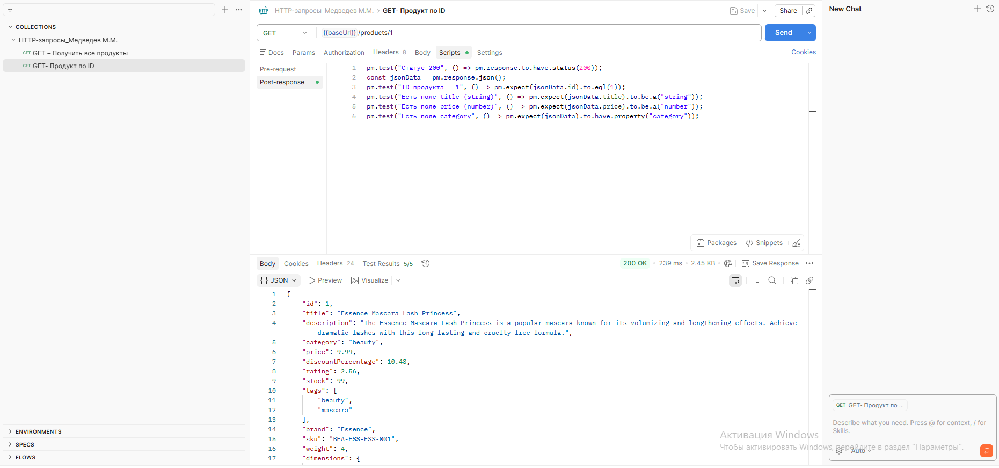 COLLECTIONS
HTTP-запросы_Медведев М.М.
GET GET – Получить все продукты
GET GET- Продукт по ID
ENVIRONMENTS
SPECS
FLOWS
HTTP HTTP-запросы_Медведев М.М. > GET- Продукт по ID
Save
Share
GET
{{baseUrl}} /products/1
Send
Docs Params Authorization Headers 8 Body Scripts Settings
Cookies
Pre-request
Post-response
1 pm.test("Статус 200", () => pm.response.to.have.status(200));
2 const jsonData = pm.response.json();
3 pm.test("ID продукта = 1", () => pm.expect(jsonData.id).to.eql(1));
4 pm.test("Есть поле title (string)", () => pm.expect(jsonData.title).to.be.a("string"));
5 pm.test("Есть поле price (number)", () => pm.expect(jsonData.price).to.be.a("number"));
6 pm.test("Есть поле category", () => pm.expect(jsonData).to.have.property("category"));
Packages </> Snippets
Body Cookies Headers 24 Test Results 5/5
200 OK • 239 ms • 2.45 KB • e.g. Save Response
{} JSON Preview Visualize
1 {
2 "id": 1,
3 "title": "Essence Mascara Lash Princess",
4 "description": "The Essence Mascara Lash Princess is a popular mascara known for its volumizing and lengthening effects. Achieve
dramatic lashes with this long-lasting and cruelty-free formula.",
5 "category": "beauty",
6 "price": 9.99,
7 "discountPercentage": 10.48,
8 "rating": 2.56,
9 "stock": 99,
10 "tags": [
11 "beauty",
12 "mascara"
13 ],
14 "brand": "Essence",
15 "sku": "BEA-ESS-ESS-001",
16 "weight": 4,
17 "dimensions": {
New Chat
GET GET- Продукт по ...
Describe what you need. Press @ for context, / for
Skills.
Auto
Активация Windows
Чтобы активировать Windows, перейдите в раздел "Параметры".